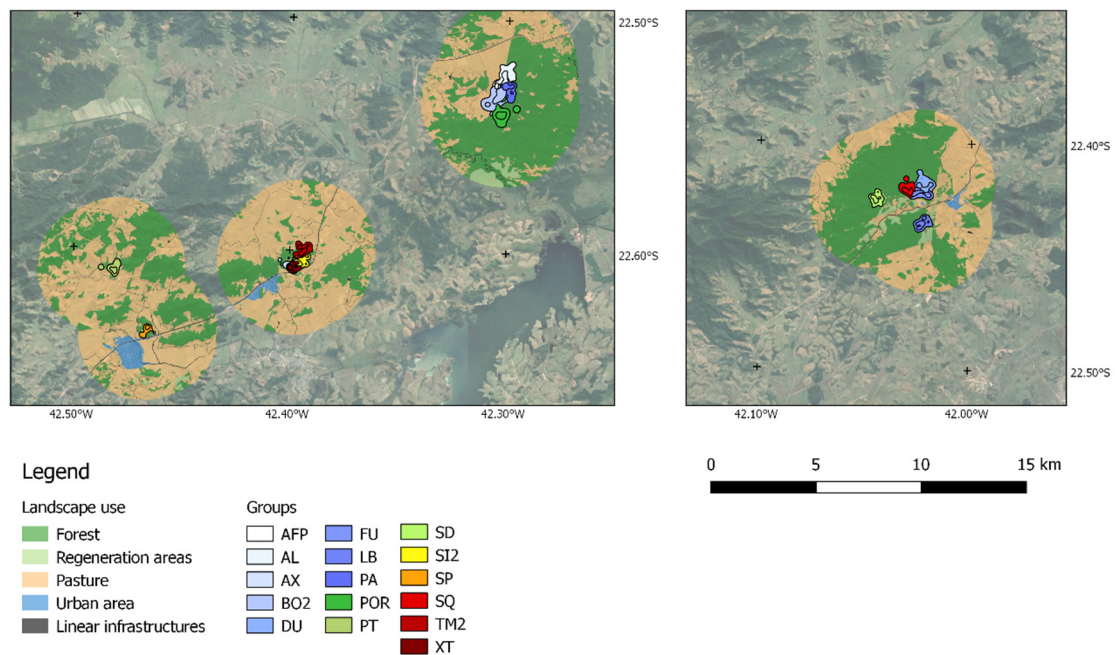 22.50°S
22.60°S
42.50°W
42.40°W
42.30°W
22.40°S
22.50°S
42.10°W
42.00°W
Legend
Landscape use
Forest
Regeneration areas
Pasture
Urban area
Linear infrastructures
Groups
AFP
AL
AX
BO2
DU
FU
LB
PA
POR
PT
SD
SI2
SP
SQ
TM2
XT
0 5 10 15 km